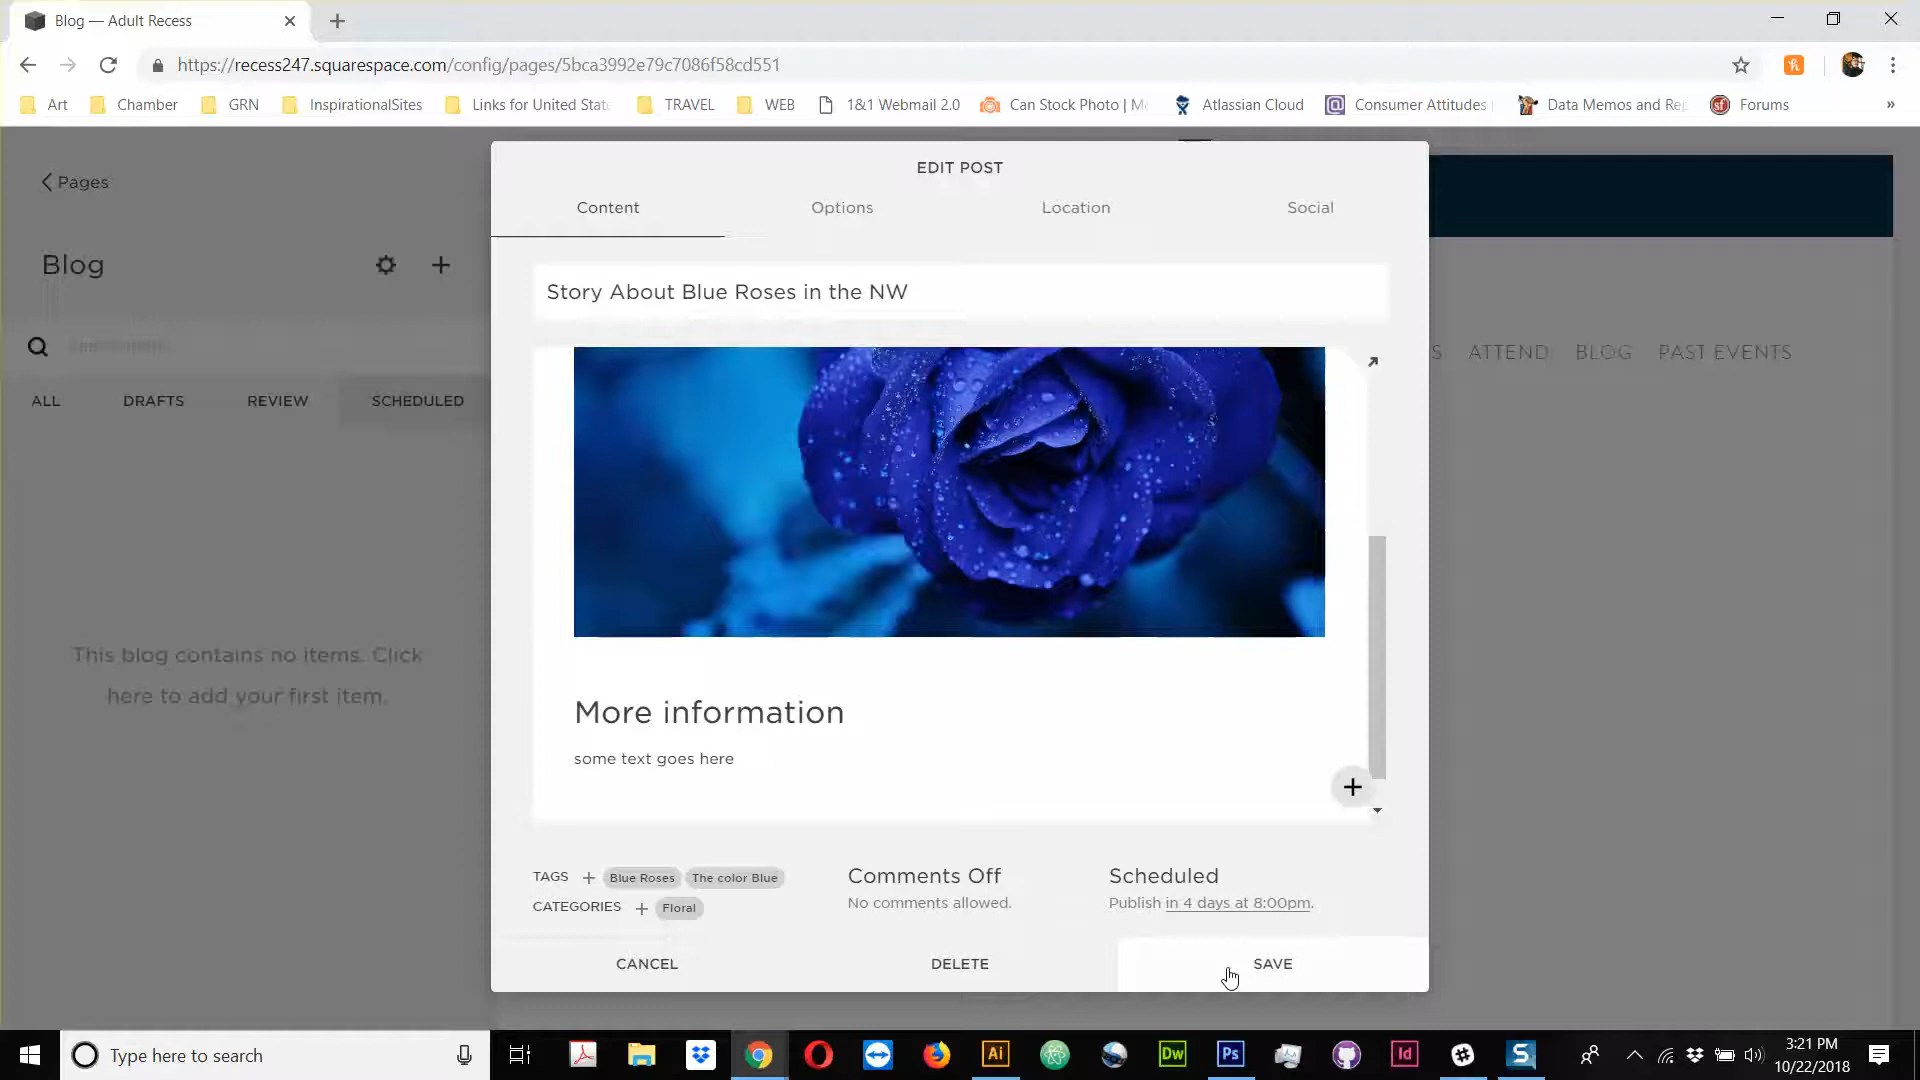 Blog — Adult Recess
https://recess247.squarespace.com/config/pages/5bca3992e79c7086f58cd551
Art Chamber GRN InspirationalSites Links for United Stat TRAVEL WEB 1&1 Webmail 2.0 Can Stock Photo | M Atlassian Cloud Consumer Attitudes Data Memos and Re Forums »
EDIT POST
Pages
Content Options Location Social
Blog
Story About Blue Roses in the NW
S ATTEND BLOG PAST EVENTS
ALL DRAFTS REVIEW SCHEDULED
This blog contains no items. Click
here to add your first item.
More information
some text goes here
TAGS + Blue Roses The color Blue
CATEGORIES + Floral
Comments Off
No comments allowed.
Scheduled
Publish in 4 days at 8:00pm.
CANCEL DELETE SAVE
Type here to search
Ai Dw Ps Id S
3:21 PM
10/22/2018